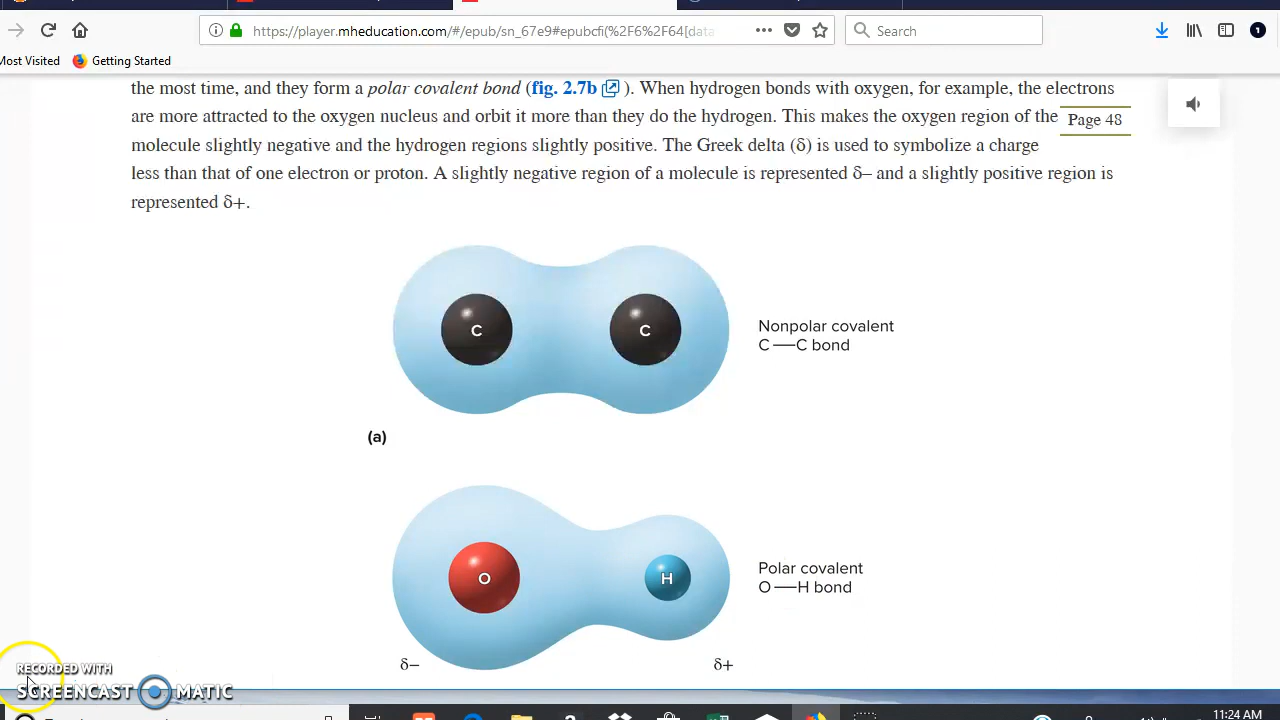 https://player.mheducation.com/#/epub/sn_67e9#epubcfi(%2F6%2F64[data
Search
Most Visited
Getting Started
the most time, and they form a polar covalent bond (fig. 2.7b ). When hydrogen bonds with oxygen, for example, the electrons
are more attracted to the oxygen nucleus and orbit it more than they do the hydrogen. This makes the oxygen region of the
Page 48
molecule slightly negative and the hydrogen regions slightly positive. The Greek delta (δ) is used to symbolize a charge
less than that of one electron or proton. A slightly negative region of a molecule is represented δ– and a slightly positive region is
represented δ+.
C
C
Nonpolar covalent
C—C bond
(a)
O
H
Polar covalent
O—H bond
δ–
δ+
RECORDED WITH
SCREENCAST MATIC
11:24 AM